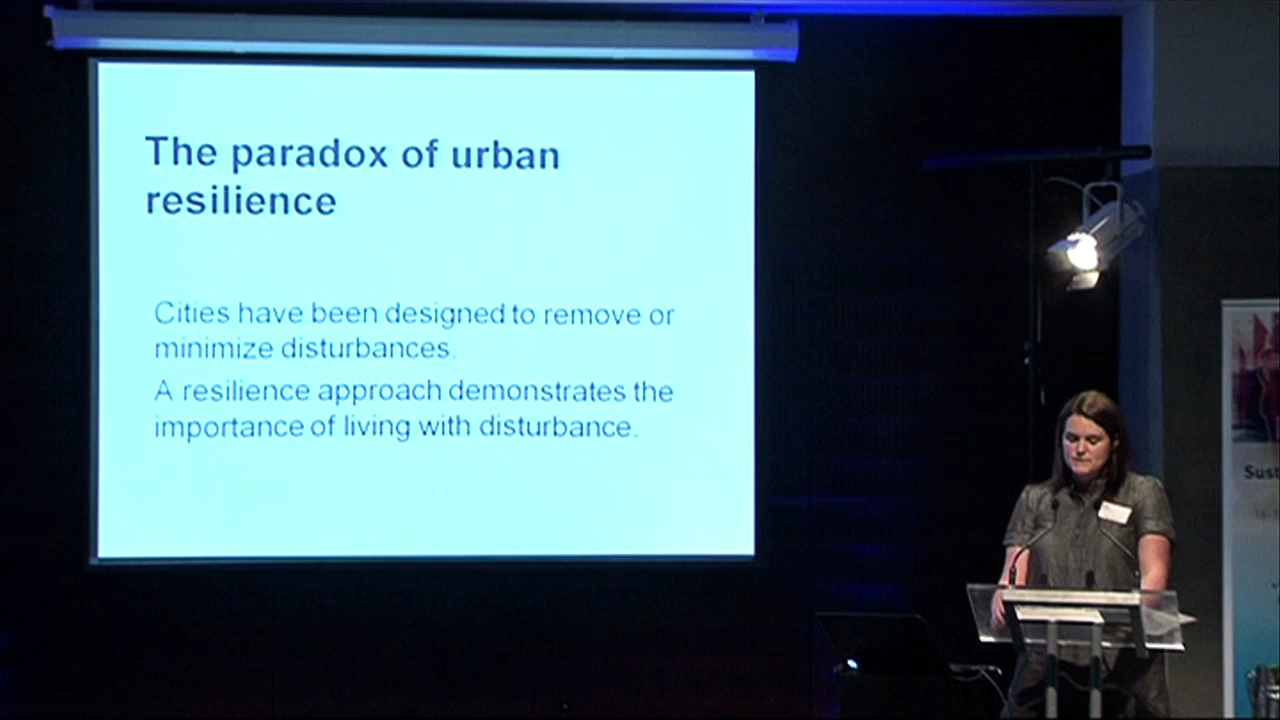 The paradox of urban
resilience
Cities have been designed to remove or
minimize disturbances.
A resilience approach demonstrates the
importance of living with disturbance.
Sust